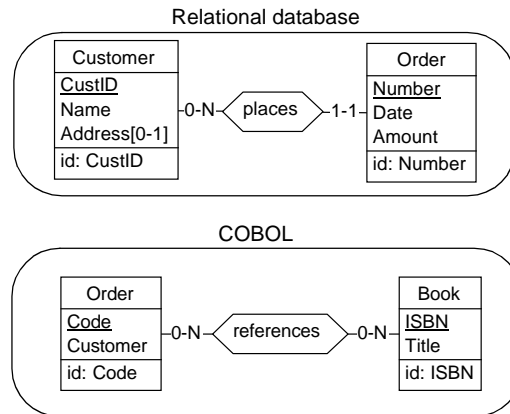 Relational database
Customer
CustID
Name
Address[0-1]
id: CustID
0-N
places
1-1
Order
Number
Date
Amount
id: Number
COBOL
Order
Code
Customer
id: Code
0-N
references
0-N
Book
ISBN
Title
id: ISBN